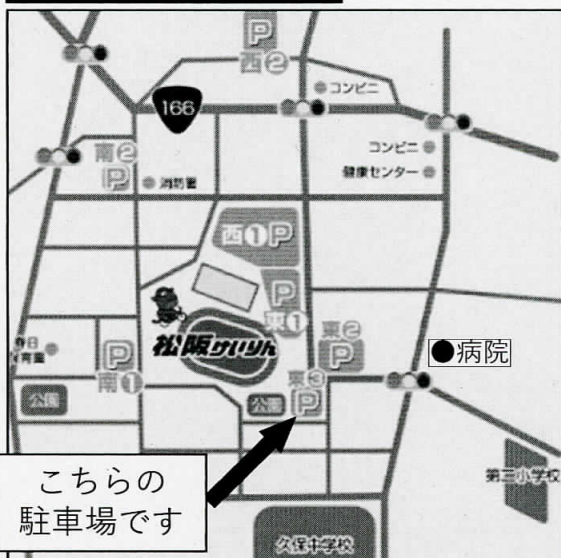 P
西②
コンビニ
166
コンビニ
健康センター
南②
P
消防署
西①P
P
東①
松阪けいりん
東②
P
●病院
P
南①
公園
東③
公園
P
こちらの
駐車場です
第三小学校
久保中学校